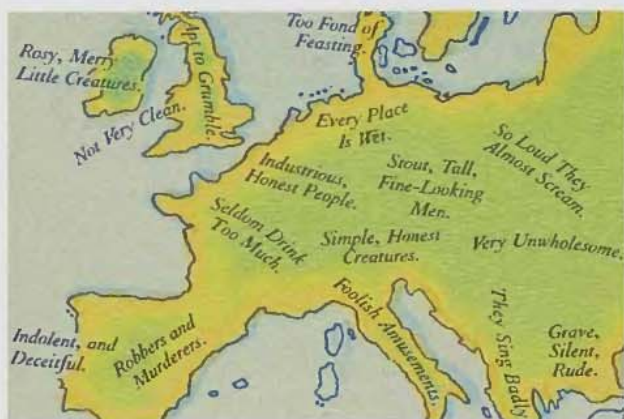 Too Fond of
Feasting.
Rosy, Merry
Little Creatures.
Apt to Grumble.
Not Very Clean.
Every Place
Is Wet.
So Loud They
Almost Scream.
Industrious,
Honest People.
Stout, Tall,
Fine-Looking
Men.
Seldom Drink
Too Much.
Simple, Honest
Creatures.
Very Unwholesome.
Foolish Amusements.
They Sing Badly
Indolent, and
Deceitful.
Robbers and
Murderers.
Grave,
Silent,
Rude.